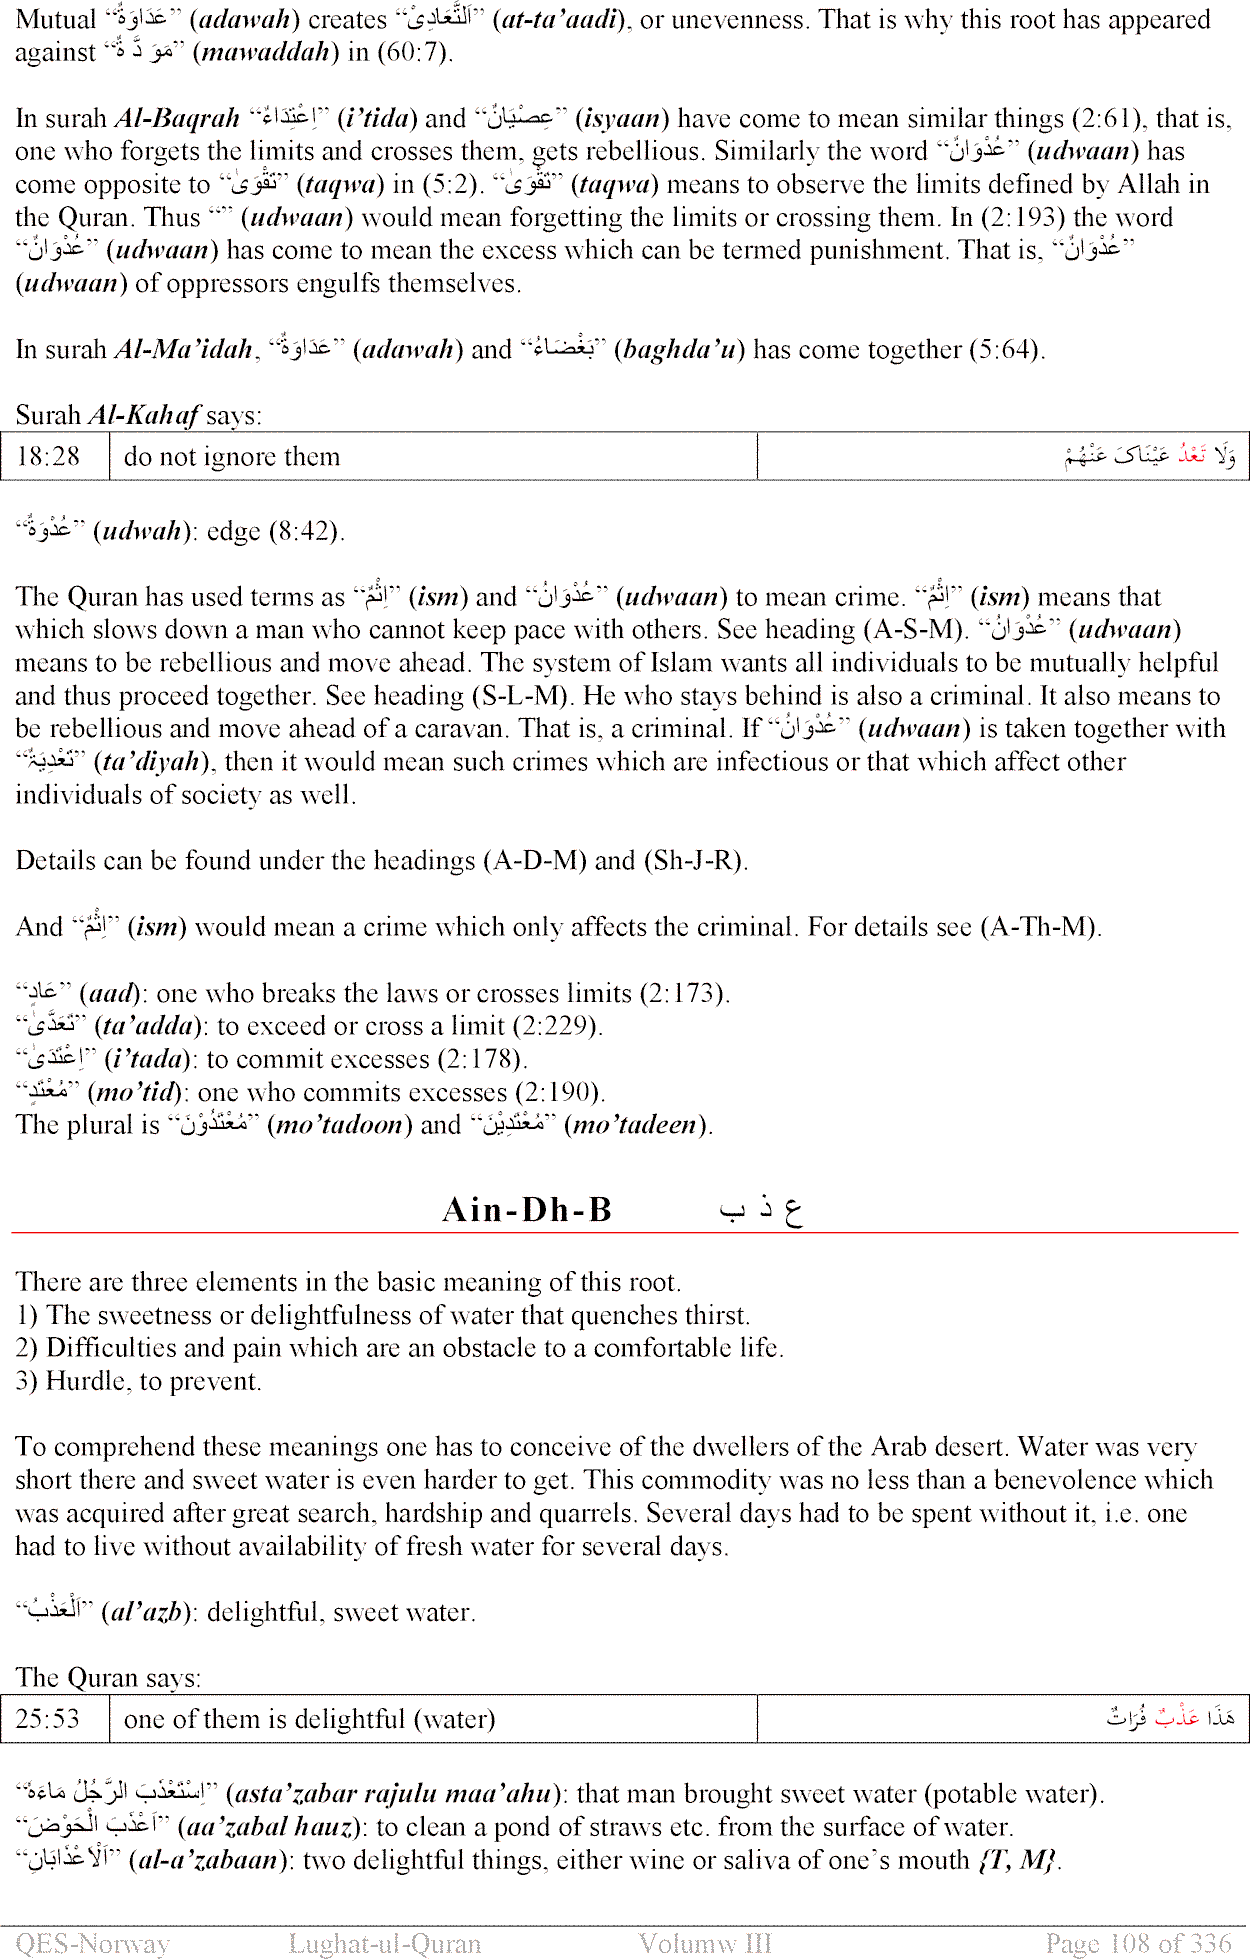 Mutual “عَدَاوَةٌ” (adawah) creates “اَلتَّعَادِیْ” (at-ta’aadi), or unevenness. That is why this root has appeared
against “مَوَ دَّ ةٌ” (mawaddah) in (60:7).
In surah Al-Baqrah “اِعْتِدَاءٌ” (i’tida) and “عِصْیَانٌ” (isyaan) have come to mean similar things (2:61), that is,
one who forgets the limits and crosses them, gets rebellious. Similarly the word “عُدْوَانٌ” (udwaan) has
come opposite to “تَقْوَیٰ” (taqwa) in (5:2). “تَقْوَیٰ” (taqwa) means to observe the limits defined by Allah in
the Quran. Thus “” (udwaan) would mean forgetting the limits or crossing them. In (2:193) the word
“عُدْوَانٌ” (udwaan) has come to mean the excess which can be termed punishment. That is, “عُدْوَانٌ”
(udwaan) of oppressors engulfs themselves.
In surah Al-Ma’idah, “عَدَاوَةٌ” (adawah) and “بَغْضَاءُ” (baghda’u) has come together (5:64).
Surah Al-Kahaf says:
18:28 do not ignore them وَلَا تَعْدُ عَیْنَاکَ عَنْهُمْ
“عُدْوَةٌ” (udwah): edge (8:42).
The Quran has used terms as “اِثْمٌ” (ism) and “عُدْوَانٌ” (udwaan) to mean crime. “اِثْمٌ” (ism) means that
which slows down a man who cannot keep pace with others. See heading (A-S-M). “عُدْوَانٌ” (udwaan)
means to be rebellious and move ahead. The system of Islam wants all individuals to be mutually helpful
and thus proceed together. See heading (S-L-M). He who stays behind is also a criminal. It also means to
be rebellious and move ahead of a caravan. That is, a criminal. If “عُدْوَانٌ” (udwaan) is taken together with
“تَعْدِیَۃٌ” (ta’diyah), then it would mean such crimes which are infectious or that which affect other
individuals of society as well.
Details can be found under the headings (A-D-M) and (Sh-J-R).
And “اِثْمٌ” (ism) would mean a crime which only affects the criminal. For details see (A-Th-M).
“عَادٍ” (aad): one who breaks the laws or crosses limits (2:173).
“تَعَدَّیٰ” (ta’adda): to exceed or cross a limit (2:229).
“اِعْتَدَیٰ” (i’tada): to commit excesses (2:178).
“مُعْتَدٍ” (mo’tid): one who commits excesses (2:190).
The plural is “مُعْتَدُوْنَ” (mo’tadoon) and “مُعْتَدِیْنَ” (mo’tadeen).
Ain-Dh-B ع ذ ب
There are three elements in the basic meaning of this root.
1) The sweetness or delightfulness of water that quenches thirst.
2) Difficulties and pain which are an obstacle to a comfortable life.
3) Hurdle, to prevent.
To comprehend these meanings one has to conceive of the dwellers of the Arab desert. Water was very
short there and sweet water is even harder to get. This commodity was no less than a benevolence which
was acquired after great search, hardship and quarrels. Several days had to be spent without it, i.e. one
had to live without availability of fresh water for several days.
“اَلْعَذْبُ” (al’azb): delightful, sweet water.
The Quran says:
25:53 one of them is delightful (water) هَذَا عَذْبٌ فُرَاتٌ
“اِسْتَعْذَبَ الرَّجُلُ مَاءَهٗ” (asta’zabar rajulu maa’ahu): that man brought sweet water (potable water).
“اَعْذَبَ الْحَوْضَ” (aa’zabal hauz): to clean a pond of straws etc. from the surface of water.
“اَلْاَعْذَابَانِ” (al-a’zabaan): two delightful things, either wine or saliva of one’s mouth {T, M}.
QES-Norway Lughat-ul-Quran Volumw III Page 108 of 336